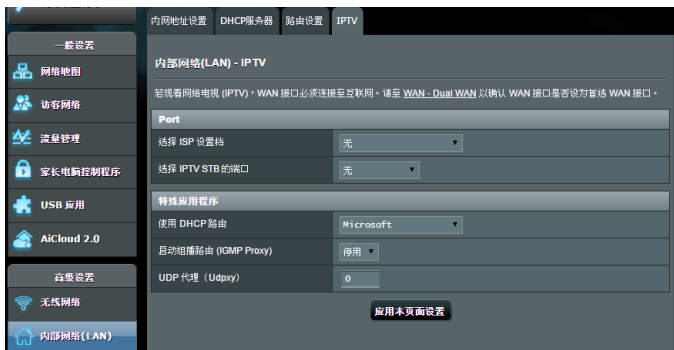 内网地址设置 DHCP服务器 路由设置 IPTV
一般设置
网络地图
访客网络
流量管理
家长电脑控制程序
USB 应用
AiCloud 2.0
高级设置
无线网络
内部网络(LAN)
内部网络(LAN) - IPTV
若观看网络电视 (IPTV)，WAN 接口必须连接至互联网。请至 WAN - Dual WAN 以确认 WAN 接口是否设为首选 WAN 接口。
Port
选择 ISP 设置档 无
选择 IPTV STB 的端口 无
特殊应用程序
使用 DHCP 路由 Microsoft
启动组播路由 (IGMP Proxy) 停用
UDP 代理（Udpxy） 0
应用本页面设置